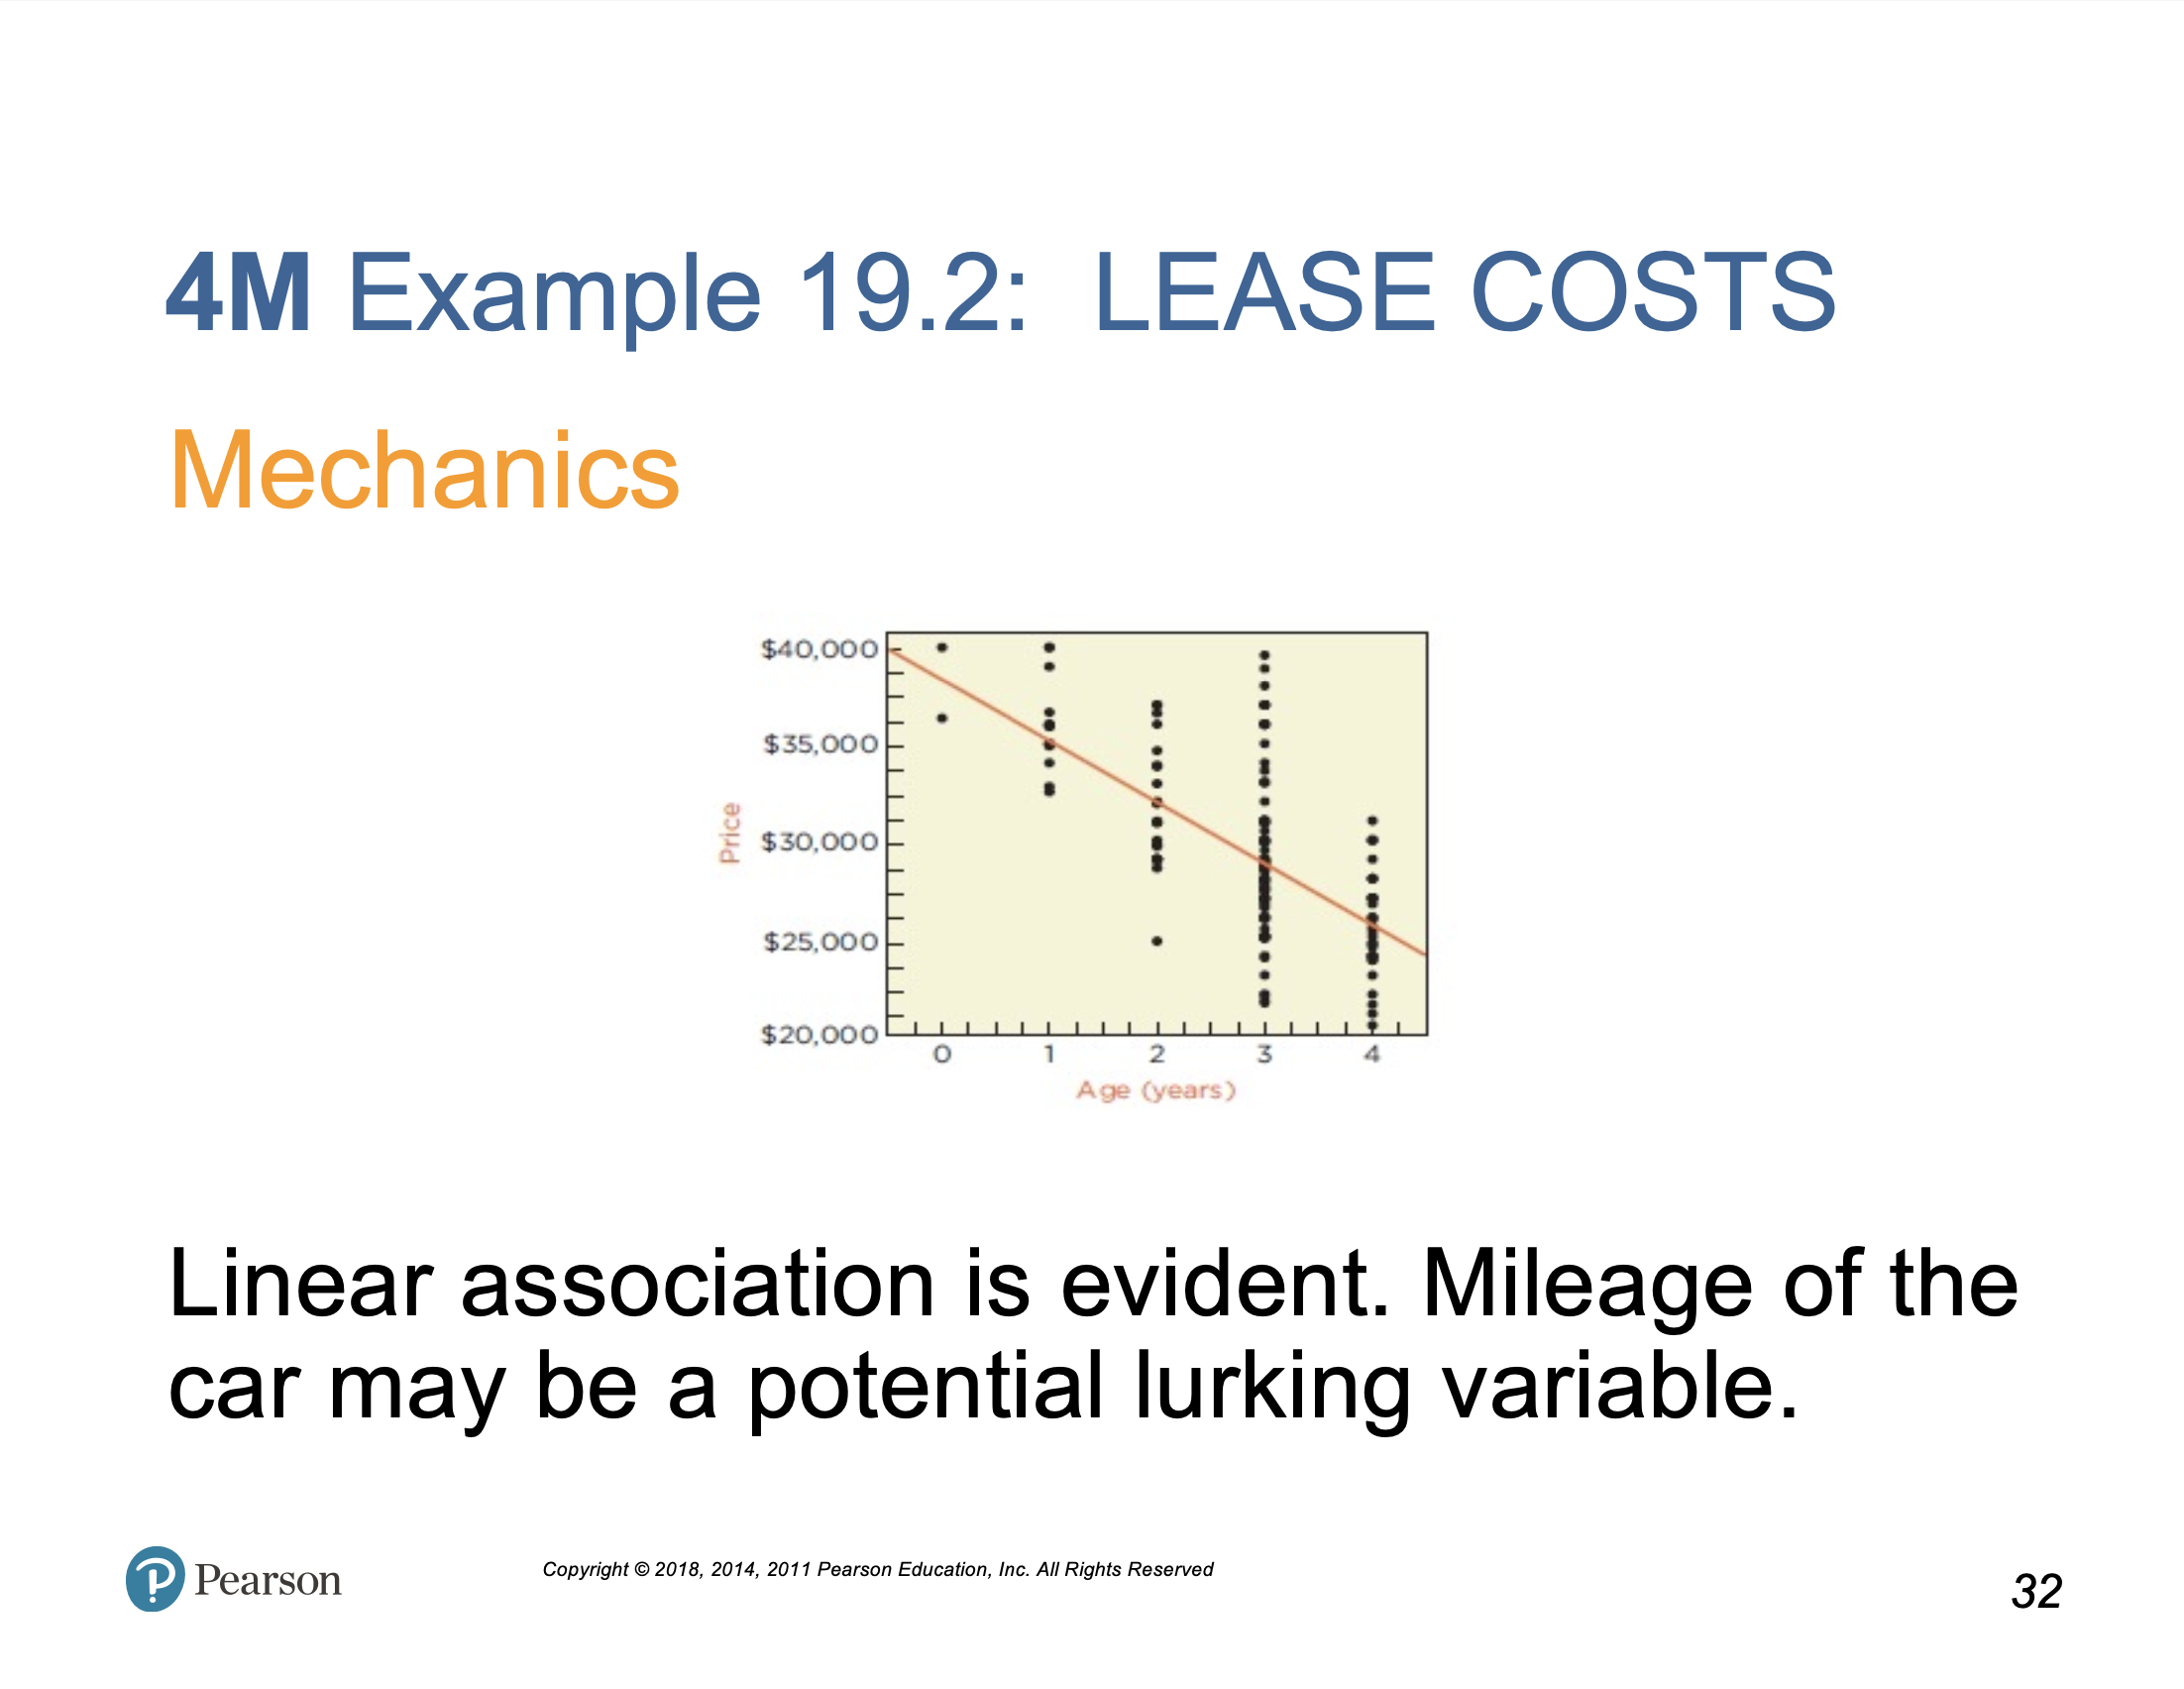 4M Example 19.2: LEASE COSTS
Mechanics
$40,000
$35,000
$30,000
$25,000
$20,000
Price
0 1 2 3 4
Age (years)
Linear association is evident. Mileage of the
car may be a potential lurking variable.
Pearson
Copyright © 2018, 2014, 2011 Pearson Education, Inc. All Rights Reserved
32